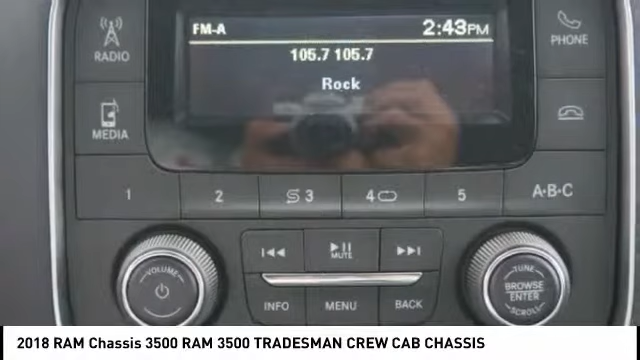 FM-A 2:43PM
105.7 105.7
Rock
RADIO
PHONE
MEDIA
1 2 3 4 5 A·B·C
VOLUME
MUTE
INFO MENU BACK
TUNE
BROWSE
ENTER
SCROLL
2018 RAM Chassis 3500 RAM 3500 TRADESMAN CREW CAB CHASSIS